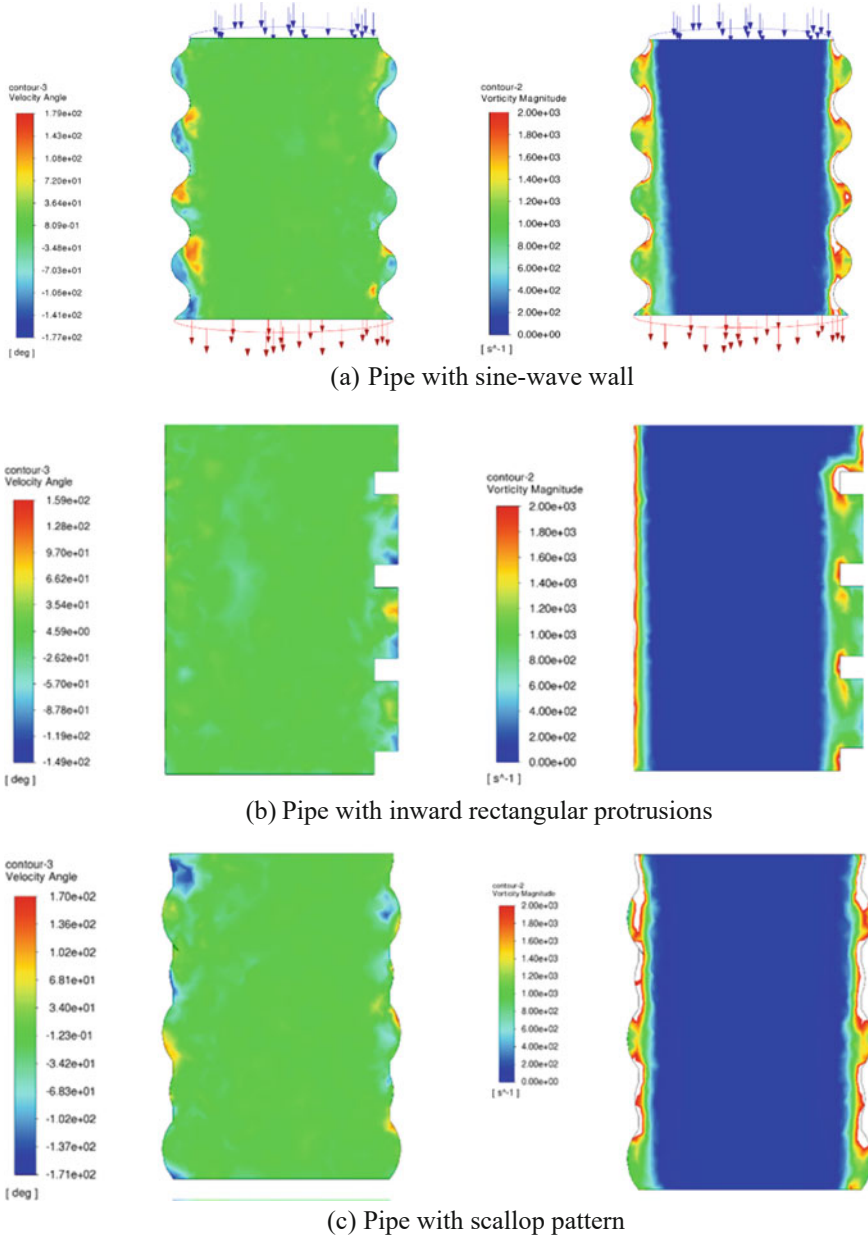 contour-3
Velocity Angle
1.79e+02
1.43e+02
1.08e+02
7.20e+01
3.64e+01
8.09e-01
-3.48e+01
-7.03e+01
-1.06e+02
-1.41e+02
-1.77e+02
[ deg ]
contour-2
Vorticity Magnitude
2.00e+03
1.80e+03
1.60e+03
1.40e+03
1.20e+03
1.00e+03
8.00e+02
6.00e+02
4.00e+02
2.00e+02
0.00e+00
[ s^-1 ]
(a) Pipe with sine-wave wall
contour-3
Velocity Angle
1.59e+02
1.28e+02
9.70e+01
6.62e+01
3.54e+01
4.59e+00
-2.62e+01
-5.70e+01
-8.78e+01
-1.19e+02
-1.49e+02
[ deg ]
contour-2
Vorticity Magnitude
2.00e+03
1.80e+03
1.60e+03
1.40e+03
1.20e+03
1.00e+03
8.00e+02
6.00e+02
4.00e+02
2.00e+02
0.00e+00
[ s^-1 ]
(b) Pipe with inward rectangular protrusions
contour-3
Velocity Angle
1.70e+02
1.36e+02
1.02e+02
6.81e+01
3.40e+01
-1.23e-01
-3.42e+01
-6.83e+01
-1.02e+02
-1.37e+02
-1.71e+02
[ deg ]
contour-2
Vorticity Magnitude
2.00e+03
1.80e+03
1.60e+03
1.40e+03
1.20e+03
1.00e+03
8.00e+02
6.00e+02
4.00e+02
2.00e+02
0.00e+00
[ s^-1 ]
(c) Pipe with scallop pattern